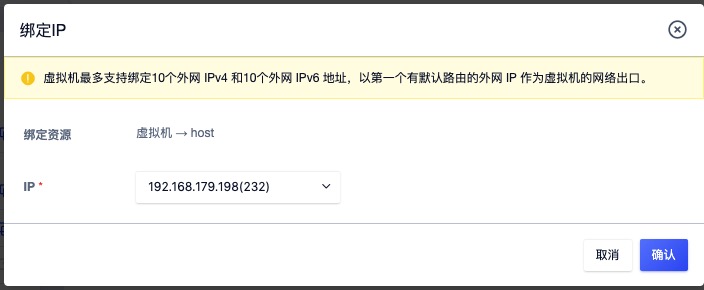 绑定IP
虚拟机最多支持绑定10个外网 IPv4 和10个外网 IPv6 地址，以第一个有默认路由的外网 IP 作为虚拟机的网络出口。
绑定资源 虚拟机 → host
IP * 192.168.179.198(232)
取消 确认